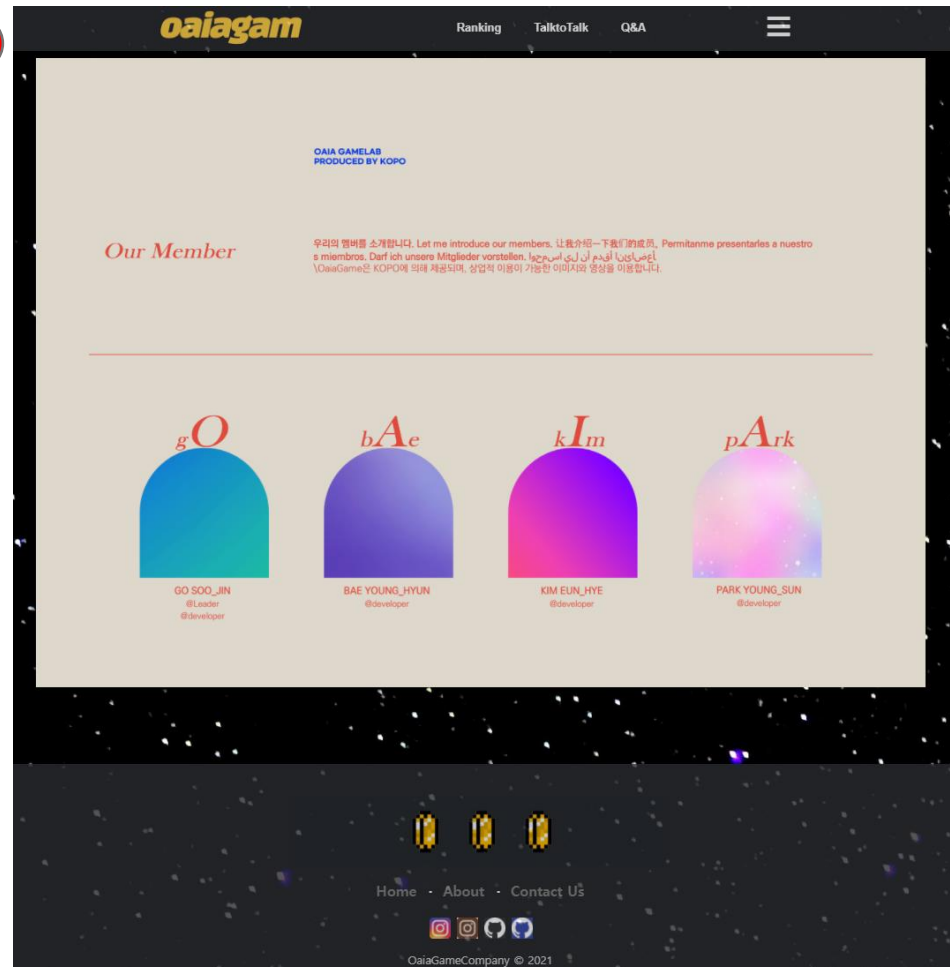 oaiagam
Ranking TalktoTalk Q&A
OAIA GAMELAB
PRODUCED BY KOPO
Our Member
우리의 멤버를 소개합니다. Let me introduce our members. 让我介绍一下我们的成员。Permitanme presentarles a nuestro
s miembros. Darf ich unsere Mitglieder vorstellen. اسمحوا لي أن أقدم أعضائنا.
\OaiaGame은 KOPO에 의해 제공되며, 상업적 이용이 가능한 이미지와 영상을 이용합니다.
gO bAe kIm pArk
GO SOO_JIN
@Leader
@developer
BAE YOUNG_HYUN
@developer
KIM EUN_HYE
@developer
PARK YOUNG_SUN
@developer
Home - About - Contact Us
OaiaGameCompany © 2021